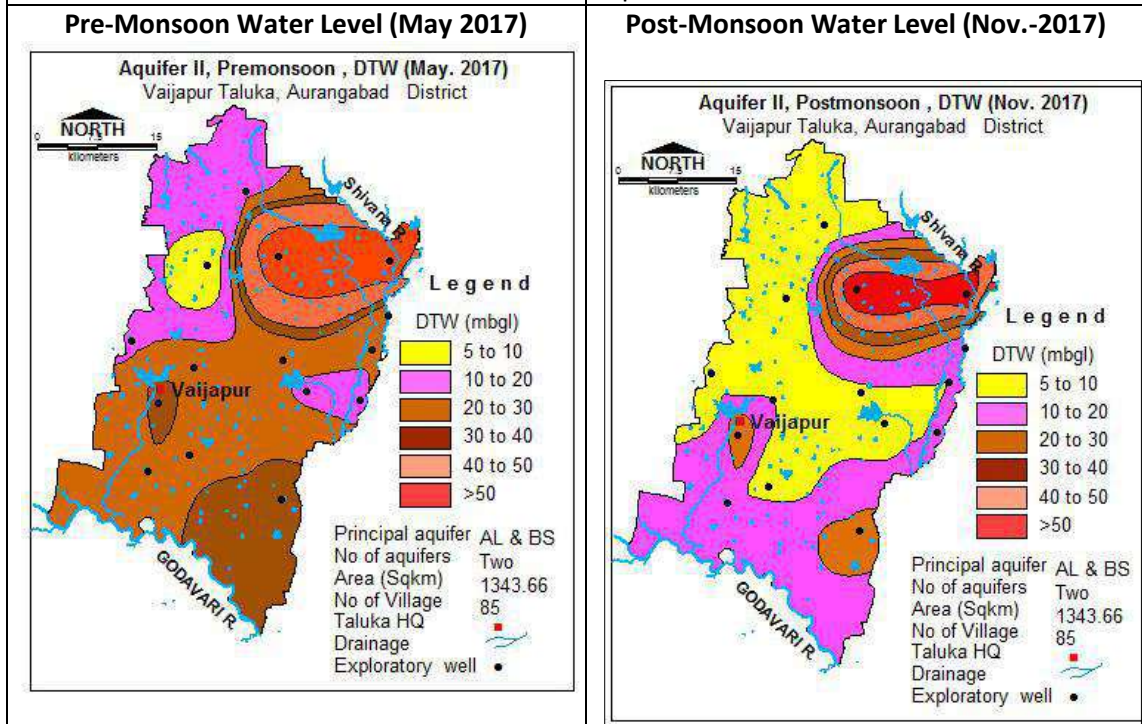 Pre-Monsoon Water Level (May 2017)
Aquifer II, Premonsoon , DTW (May. 2017)
Vaijapur Taluka, Aurangabad District
NORTH
0 7.5 15
kilometers
Shivana R.
Legend
DTW (mbgl)
5 to 10
10 to 20
20 to 30
30 to 40
40 to 50
>50
Vaijapur
GODAVARI R.
Principal aquifer AL & BS
No of aquifers Two
Area (Sqkm) 1343.66
No of Village 85
Taluka HQ
Drainage
Exploratory well
Post-Monsoon Water Level (Nov.-2017)
Aquifer II, Postmonsoon , DTW (Nov. 2017)
Vaijapur Taluka, Aurangabad District
NORTH
0 7.5 15
kilometers
Shivana R.
Legend
DTW (mbgl)
5 to 10
10 to 20
20 to 30
30 to 40
40 to 50
>50
Vaijapur
GODAVARI R.
Principal aquifer AL & BS
No of aquifers Two
Area (Sqkm) 1343.66
No of Village 85
Taluka HQ
Drainage
Exploratory well